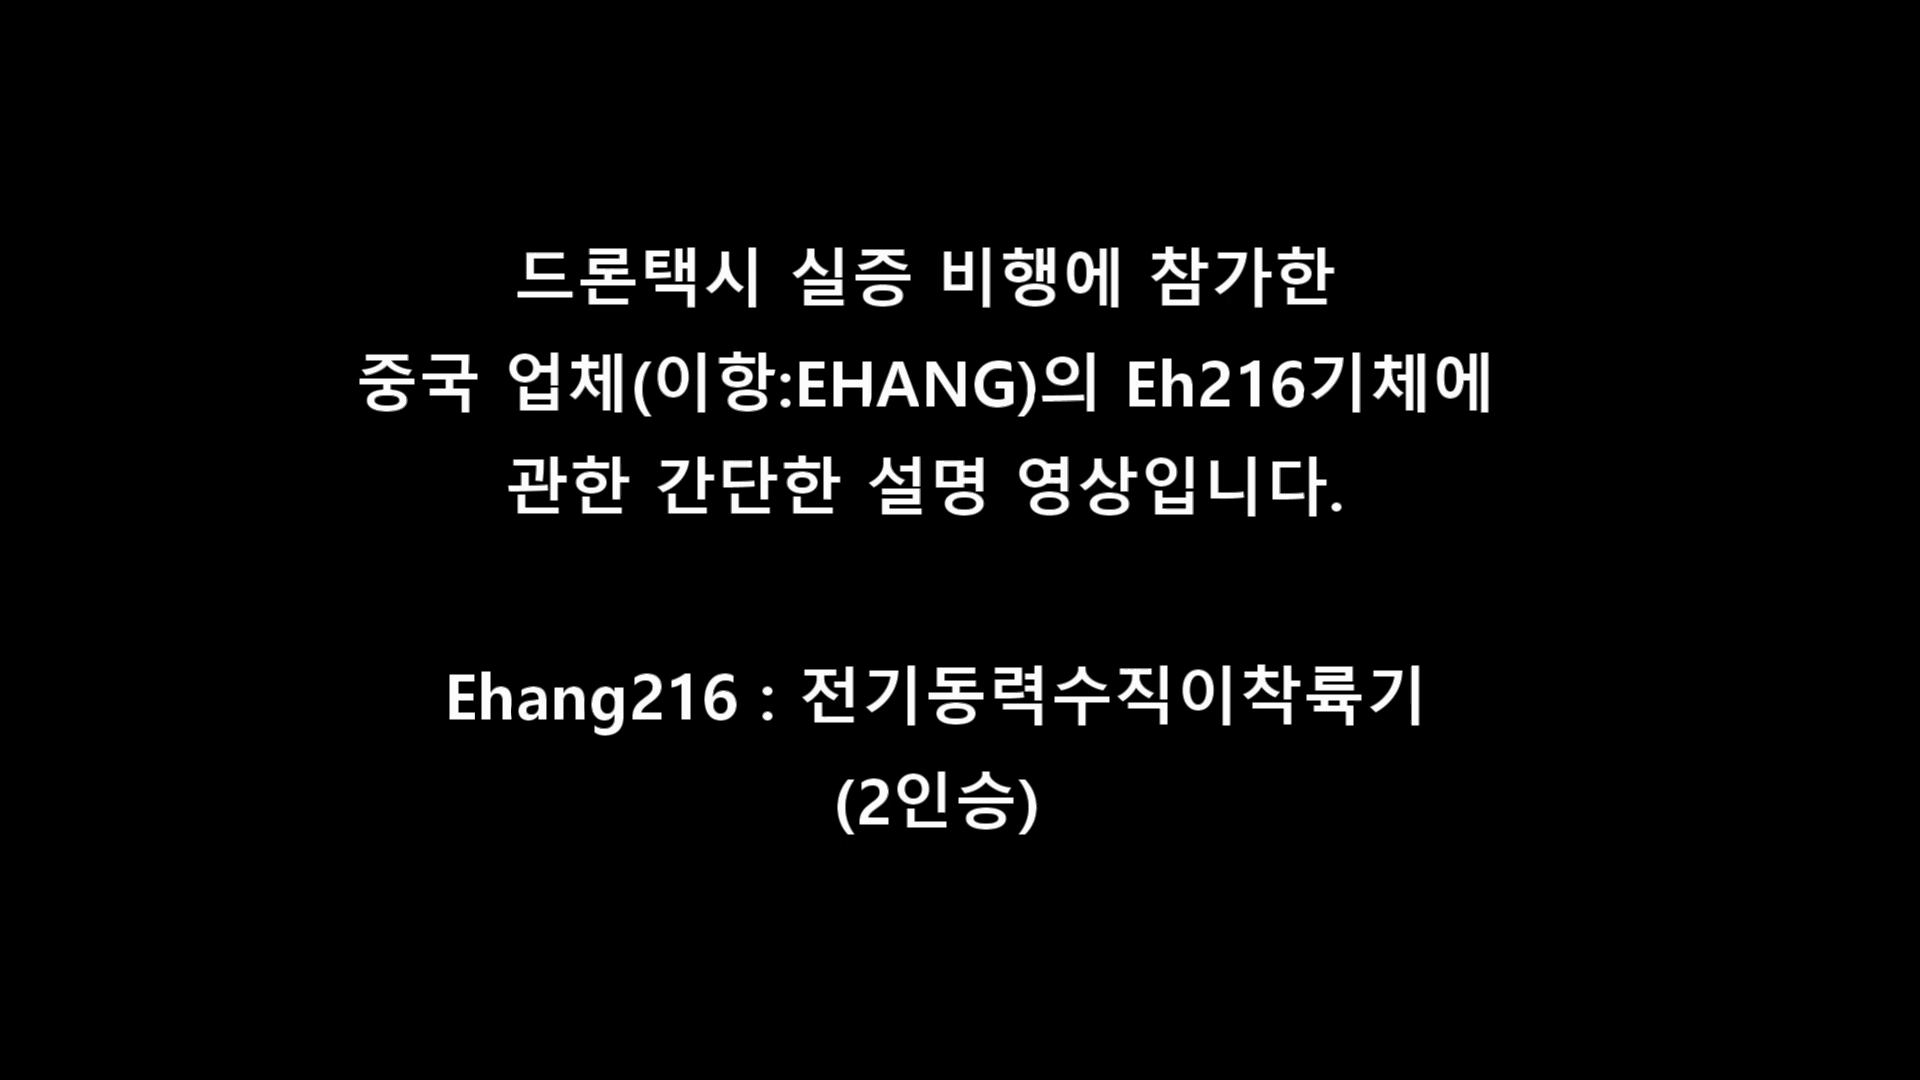 드론택시 실증 비행에 참가한
중국 업체(이항:EHANG)의 Eh216기체에
관한 간단한 설명 영상입니다.
Ehang216 : 전기동력수직이착륙기
(2인승)